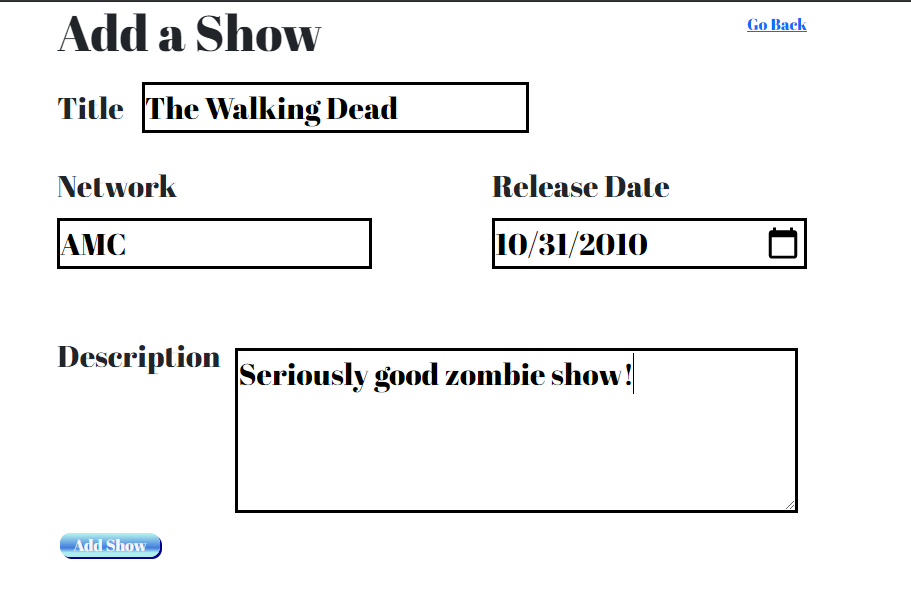 Add a Show
Go Back
Title
The Walking Dead
Network
Release Date
AMC
10/31/2010
Description
Seriously good zombie show!
Add Show